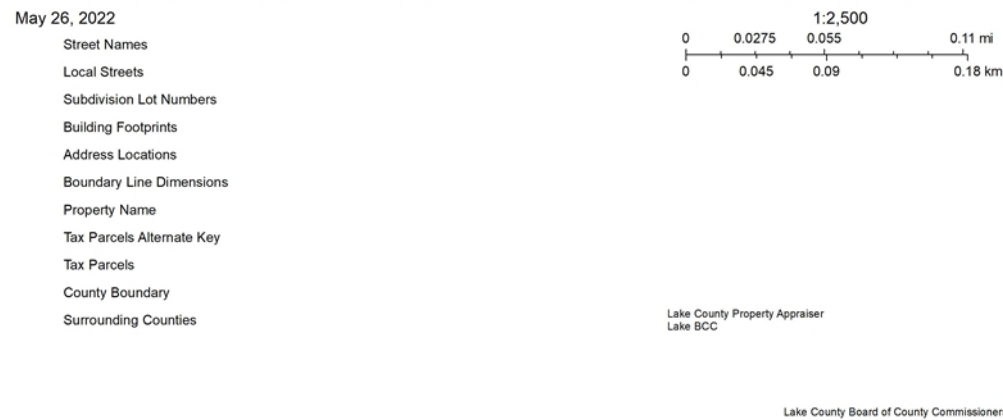 May 26, 2022
Street Names
Local Streets
Subdivision Lot Numbers
Building Footprints
Address Locations
Boundary Line Dimensions
Property Name
Tax Parcels Alternate Key
Tax Parcels
County Boundary
Surrounding Counties
1:2,500
0 0.0275 0.055 0.11 mi
0 0.045 0.09 0.18 km
Lake County Property Appraiser
Lake BCC
Lake County Board of County Commissioner